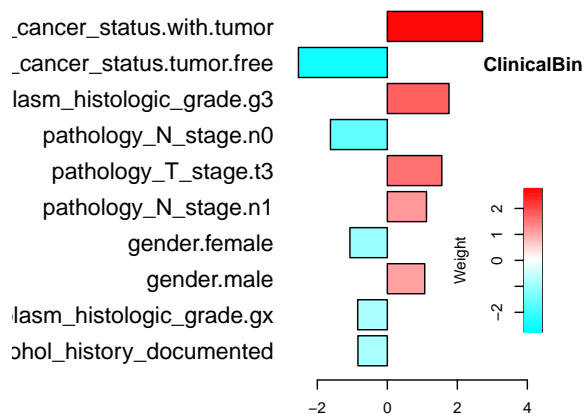 _cancer_status.with.tumor
_cancer_status.tumor.free
ClinicalBin
lasm_histologic_grade.g3
pathology_N_stage.n0
pathology_T_stage.t3
pathology_N_stage.n1
gender.female
gender.male
lasm_histologic_grade.gx
ohol_history_documented
Weight
2
1
0
−2
−2 0 2 4